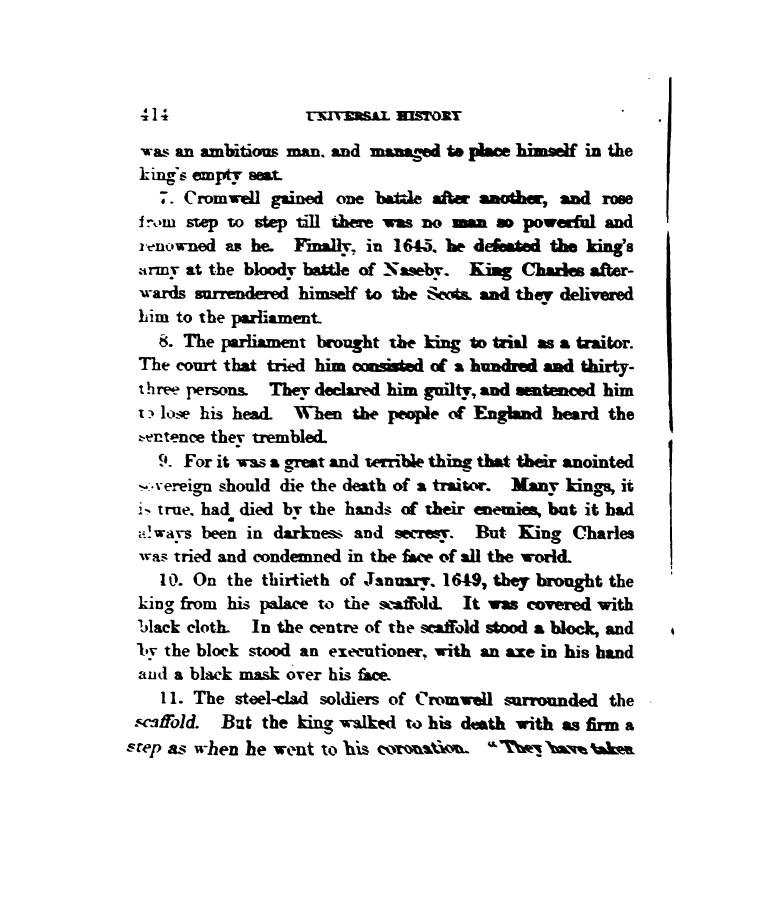 414 UNIVERSAL HISTORY
was an ambitious man, and managed to place himself in the
king's empty seat.
7. Cromwell gained one battle after another, and rose
from step to step till there was no man so powerful and
renowned as he. Finally, in 1645, he defeated the king's
army at the bloody battle of Naseby. King Charles after-
wards surrendered himself to the Scots, and they delivered
him to the parliament.
8. The parliament brought the king to trial as a traitor.
The court that tried him consisted of a hundred and thirty-
three persons. They declared him guilty, and sentenced him
to lose his head. When the people of England heard the
sentence they trembled.
9. For it was a great and terrible thing that their anointed
sovereign should die the death of a traitor. Many kings, it
is true, had died by the hands of their enemies, but it had
always been in darkness and secresy. But King Charles
was tried and condemned in the face of all the world.
10. On the thirtieth of January, 1649, they brought the
king from his palace to the scaffold. It was covered with
black cloth. In the centre of the scaffold stood a block, and
by the block stood an executioner, with an axe in his hand
and a black mask over his face.
11. The steel-clad soldiers of Cromwell surrounded the
scaffold. But the king walked to his death with as firm a
step as when he went to his coronation. “They have taken